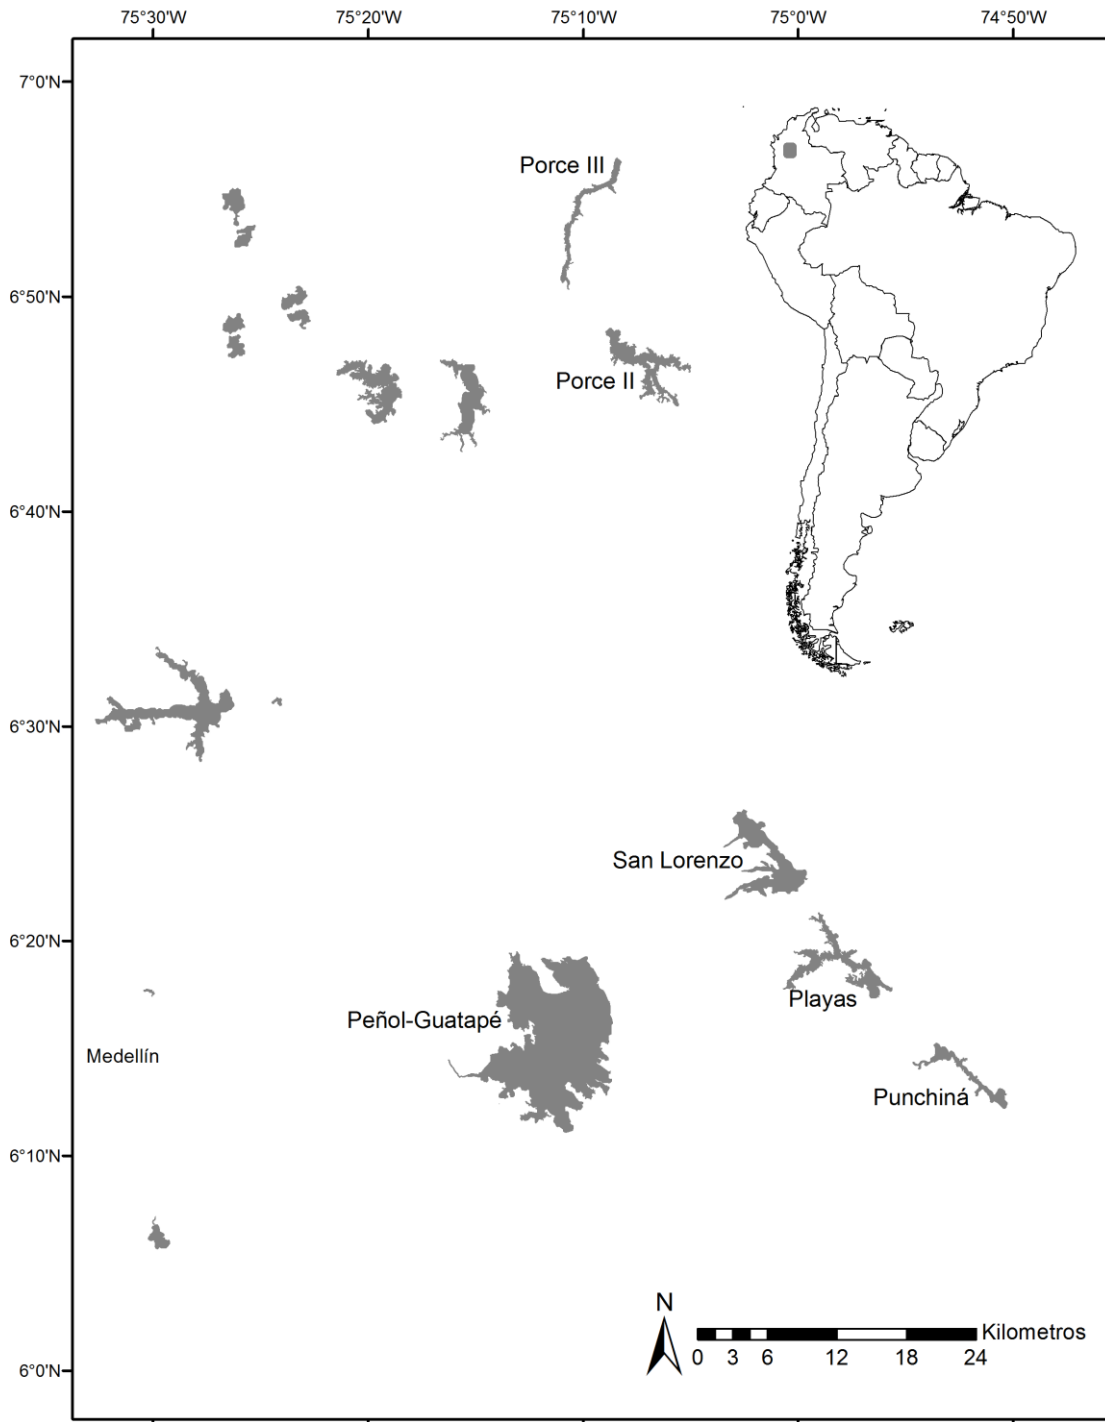 75°30'W 75°20'W 75°10'W 75°0'W 74°50'W
7°0'N
Porce III
6°50'N
Porce II
6°40'N
6°30'N
San Lorenzo
6°20'N
Playas
Peñol-Guatapé
Medellín
Punchiná
6°10'N
N
Kilometros
0 3 6 12 18 24
6°0'N